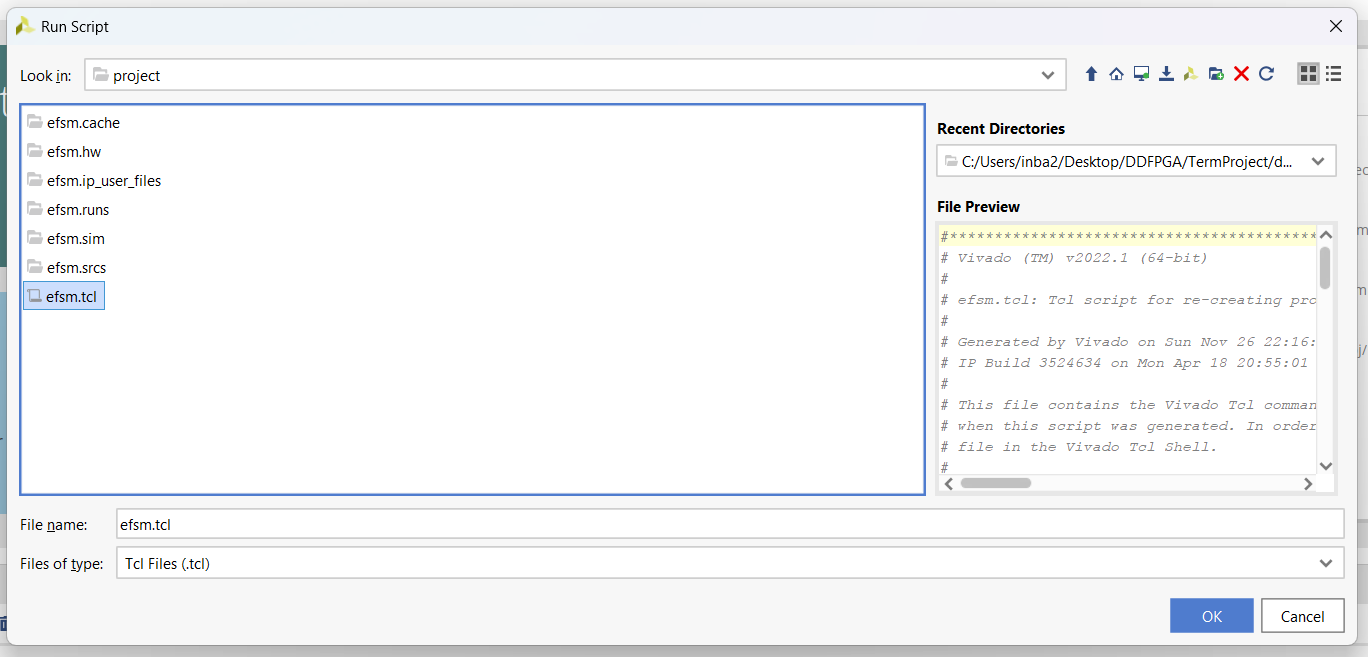 Run Script
Look in:
project
efsm.cache
efsm.hw
efsm.ip_user_files
efsm.runs
efsm.sim
efsm.srcs
efsm.tcl
Recent Directories
C:/Users/inba2/Desktop/DDFPGA/TermProject/d...
File Preview
#*****************************************
# Vivado (TM) v2022.1 (64-bit)
#
# efsm.tcl: Tcl script for re-creating pro
#
# Generated by Vivado on Sun Nov 26 22:16:
# IP Build 3524634 on Mon Apr 18 20:55:01
#
# This file contains the Vivado Tcl comman
# when this script was generated. In order
# file in the Vivado Tcl Shell.
#
File name:
efsm.tcl
Files of type:
Tcl Files (.tcl)
OK
Cancel